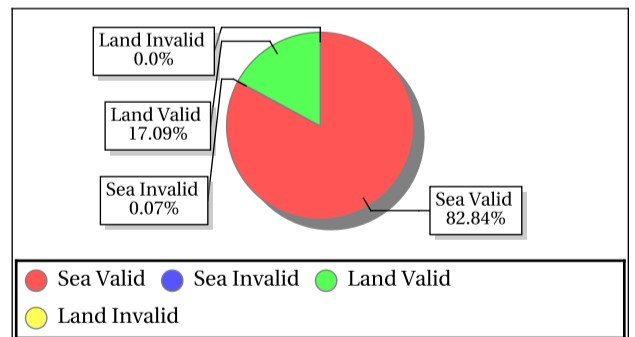 Land Invalid
0.0%
Land Valid
17.09%
Sea Invalid
0.07%
Sea Valid
82.84%
Sea Valid
Sea Invalid
Land Valid
Land Invalid